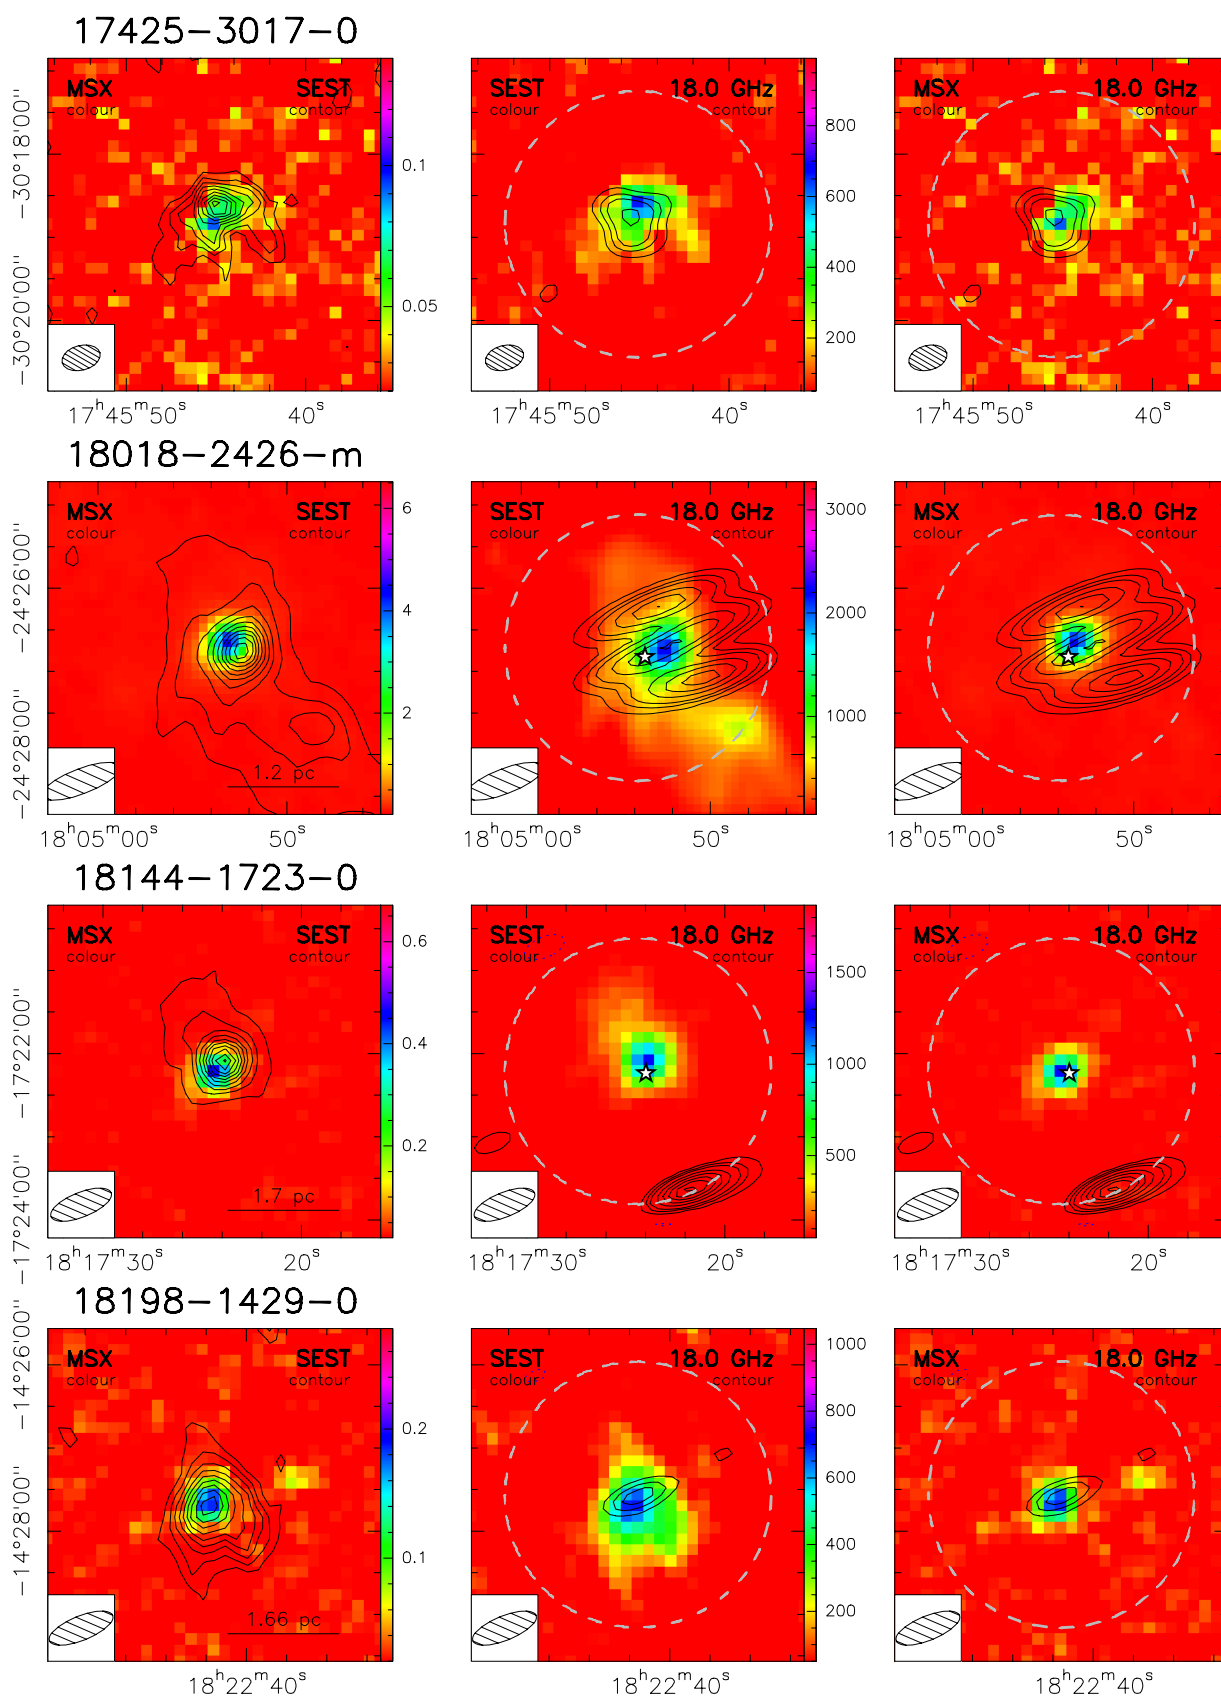 17425-3017-0
MSX SEST
colour contour
SEST 18.0 GHz
colour contour
MSX 18.0 GHz
colour contour
0.1
0.05
800
600
400
200
-30°18'00"
-30°20'00"
17h45m50s 40s
17h45m50s 40s
17h45m50s 40s
18018-2426-m
MSX SEST
colour contour
SEST 18.0 GHz
colour contour
MSX 18.0 GHz
colour contour
6
4
2
3000
2000
1000
-24°26'00"
-24°28'00"
1.2 pc
18h05m00s 50s
18h05m00s 50s
18h05m00s 50s
18144-1723-0
MSX SEST
colour contour
SEST 18.0 GHz
colour contour
MSX 18.0 GHz
colour contour
0.6
0.4
0.2
1500
1000
500
-17°22'00"
-17°24'00"
1.7 pc
18h17m30s 20s
18h17m30s 20s
18h17m30s 20s
18198-1429-0
MSX SEST
colour contour
SEST 18.0 GHz
colour contour
MSX 18.0 GHz
colour contour
0.2
0.1
1000
800
600
400
200
-14°26'00"
-14°28'00"
1.66 pc
18h22m40s
18h22m40s
18h22m40s